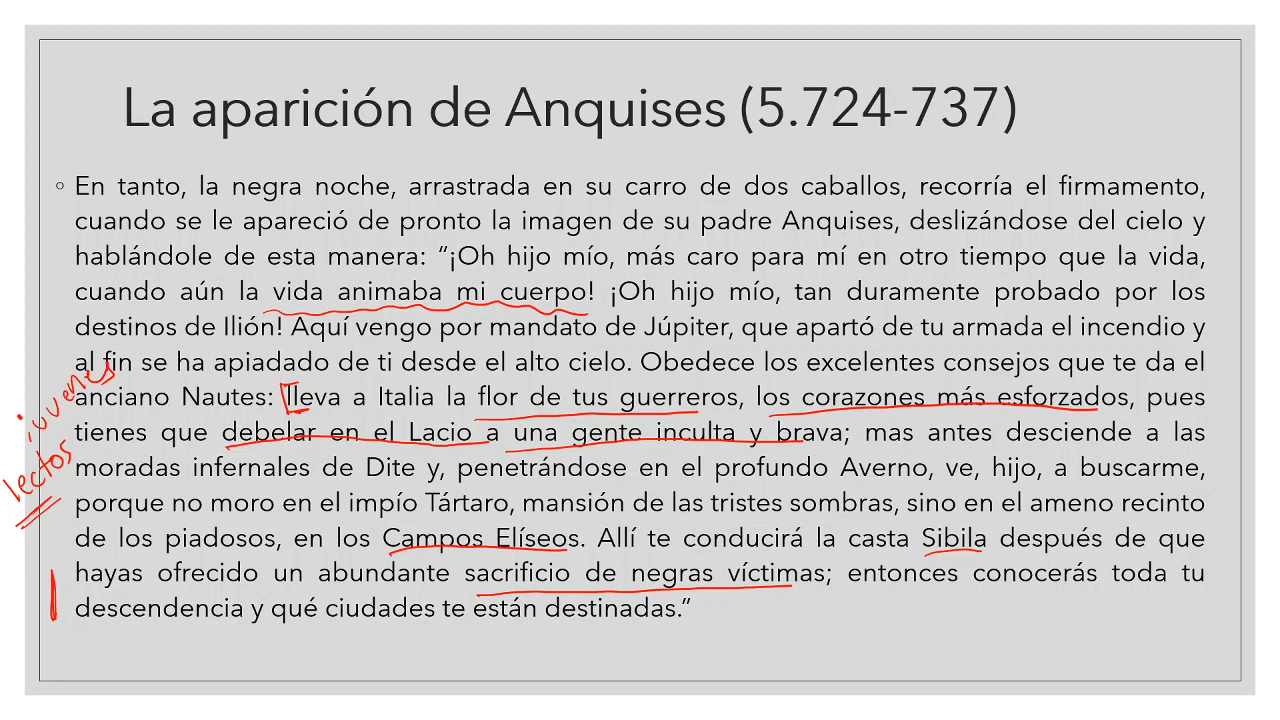 La aparición de Anquises (5.724-737)
◦ En tanto, la negra noche, arrastrada en su carro de dos caballos, recorría el firmamento,
cuando se le apareció de pronto la imagen de su padre Anquises, deslizándose del cielo y
hablándole de esta manera: “¡Oh hijo mío, más caro para mí en otro tiempo que la vida,
cuando aún la vida animaba mi cuerpo! ¡Oh hijo mío, tan duramente probado por los
destinos de Ilión! Aquí vengo por mandato de Júpiter, que apartó de tu armada el incendio y
al fin se ha apiadado de ti desde el alto cielo. Obedece los excelentes consejos que te da el
anciano Nautes: lleva a Italia la flor de tus guerreros, los corazones más esforzados, pues
tienes que debelar en el Lacio a una gente inculta y brava; mas antes desciende a las
moradas infernales de Dite y, penetrándose en el profundo Averno, ve, hijo, a buscarme,
porque no moro en el impío Tártaro, mansión de las tristes sombras, sino en el ameno recinto
de los piadosos, en los Campos Elíseos. Allí te conducirá la casta Sibila después de que
hayas ofrecido un abundante sacrificio de negras víctimas; entonces conocerás toda tu
descendencia y qué ciudades te están destinadas.“
iuvenes
lectos